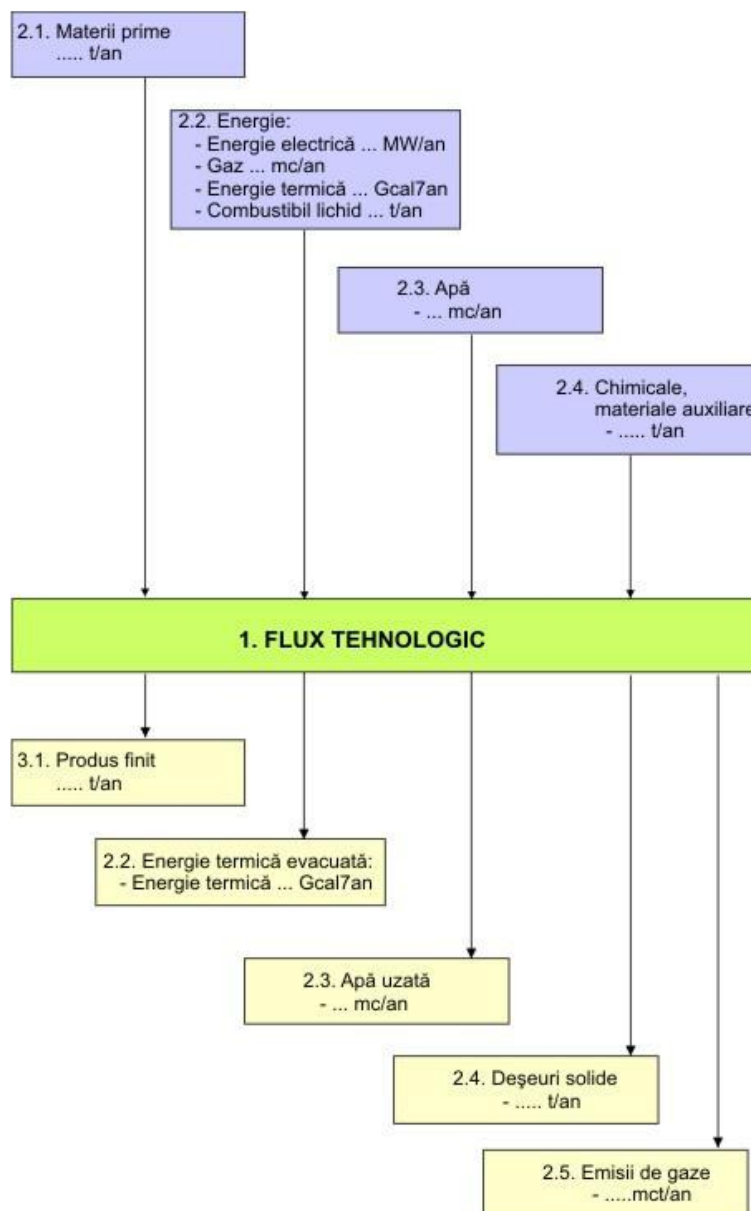 2.1. Materii prime
..... t/an
2.2. Energie:
- Energie electrică ... MW/an
- Gaz ... mc/an
- Energie termică ... Gcal7an
- Combustibil lichid ... t/an
2.3. Apă
- ... mc/an
2.4. Chimicale,
materiale auxiliare
- ..... t/an
1. FLUX TEHNOLOGIC
3.1. Produs finit
..... t/an
2.2. Energie termică evacuată:
- Energie termică ... Gcal7an
2.3. Apă uzată
- ... mc/an
2.4. Deşeuri solide
- ..... t/an
2.5. Emisii de gaze
- .....mct/an